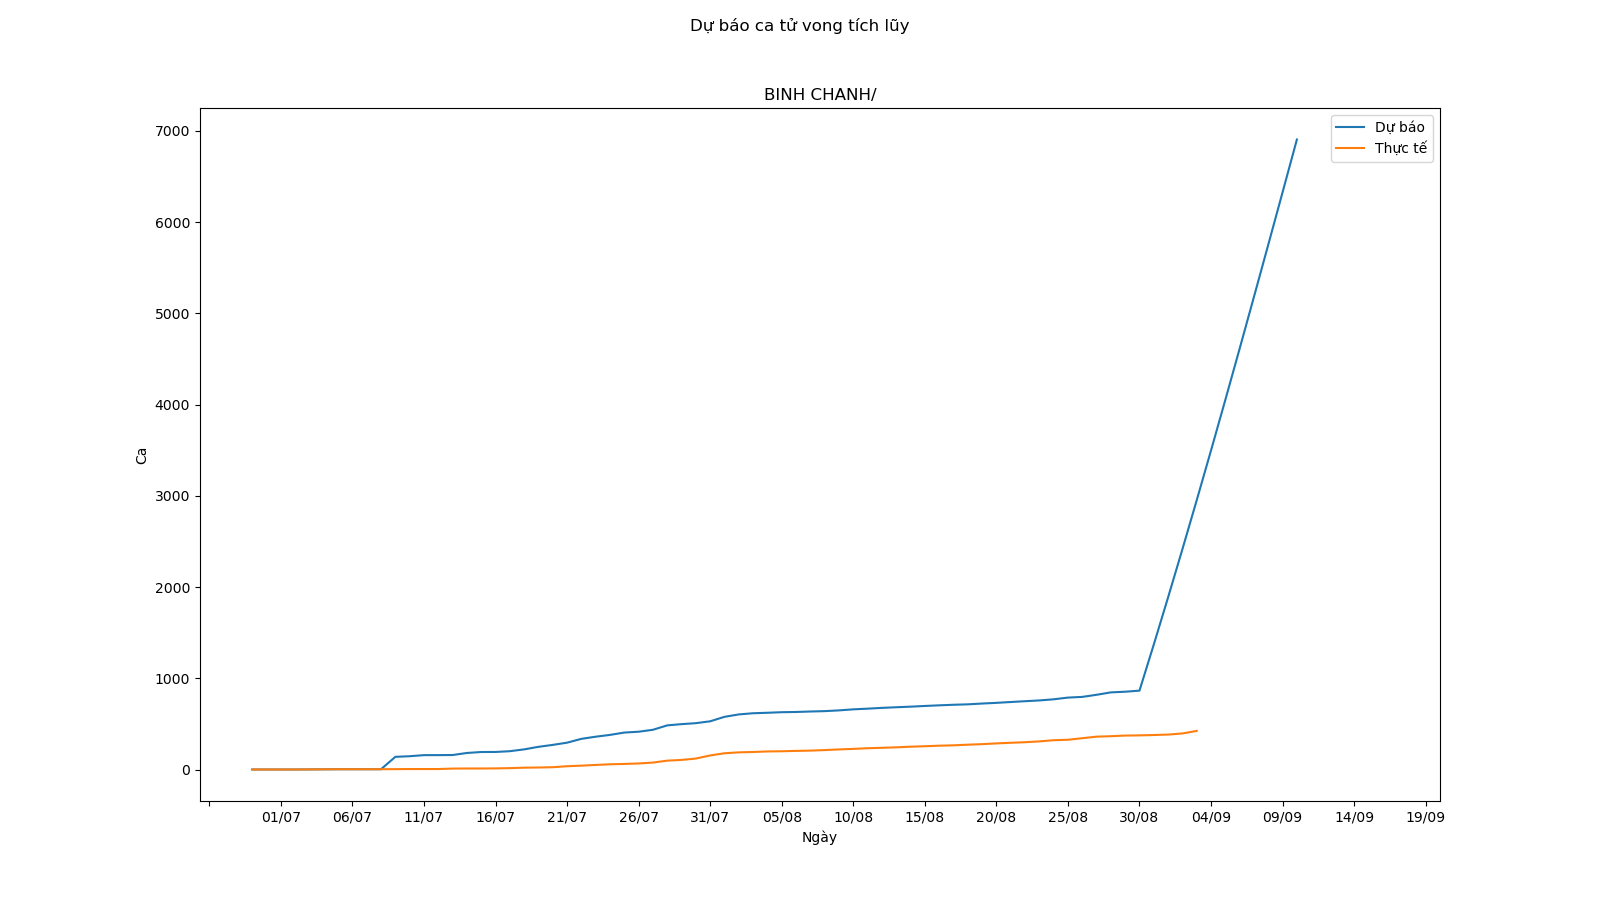 Dự báo ca tử vong tích lũy
BINH CHANH/
Dự báo
Thực tế
7000
6000
5000
4000
3000
2000
1000
0
Ca
01/07 06/07 11/07 16/07 21/07 26/07 31/07 05/08 10/08 15/08 20/08 25/08 30/08 04/09 09/09 14/09 19/09
Ngày